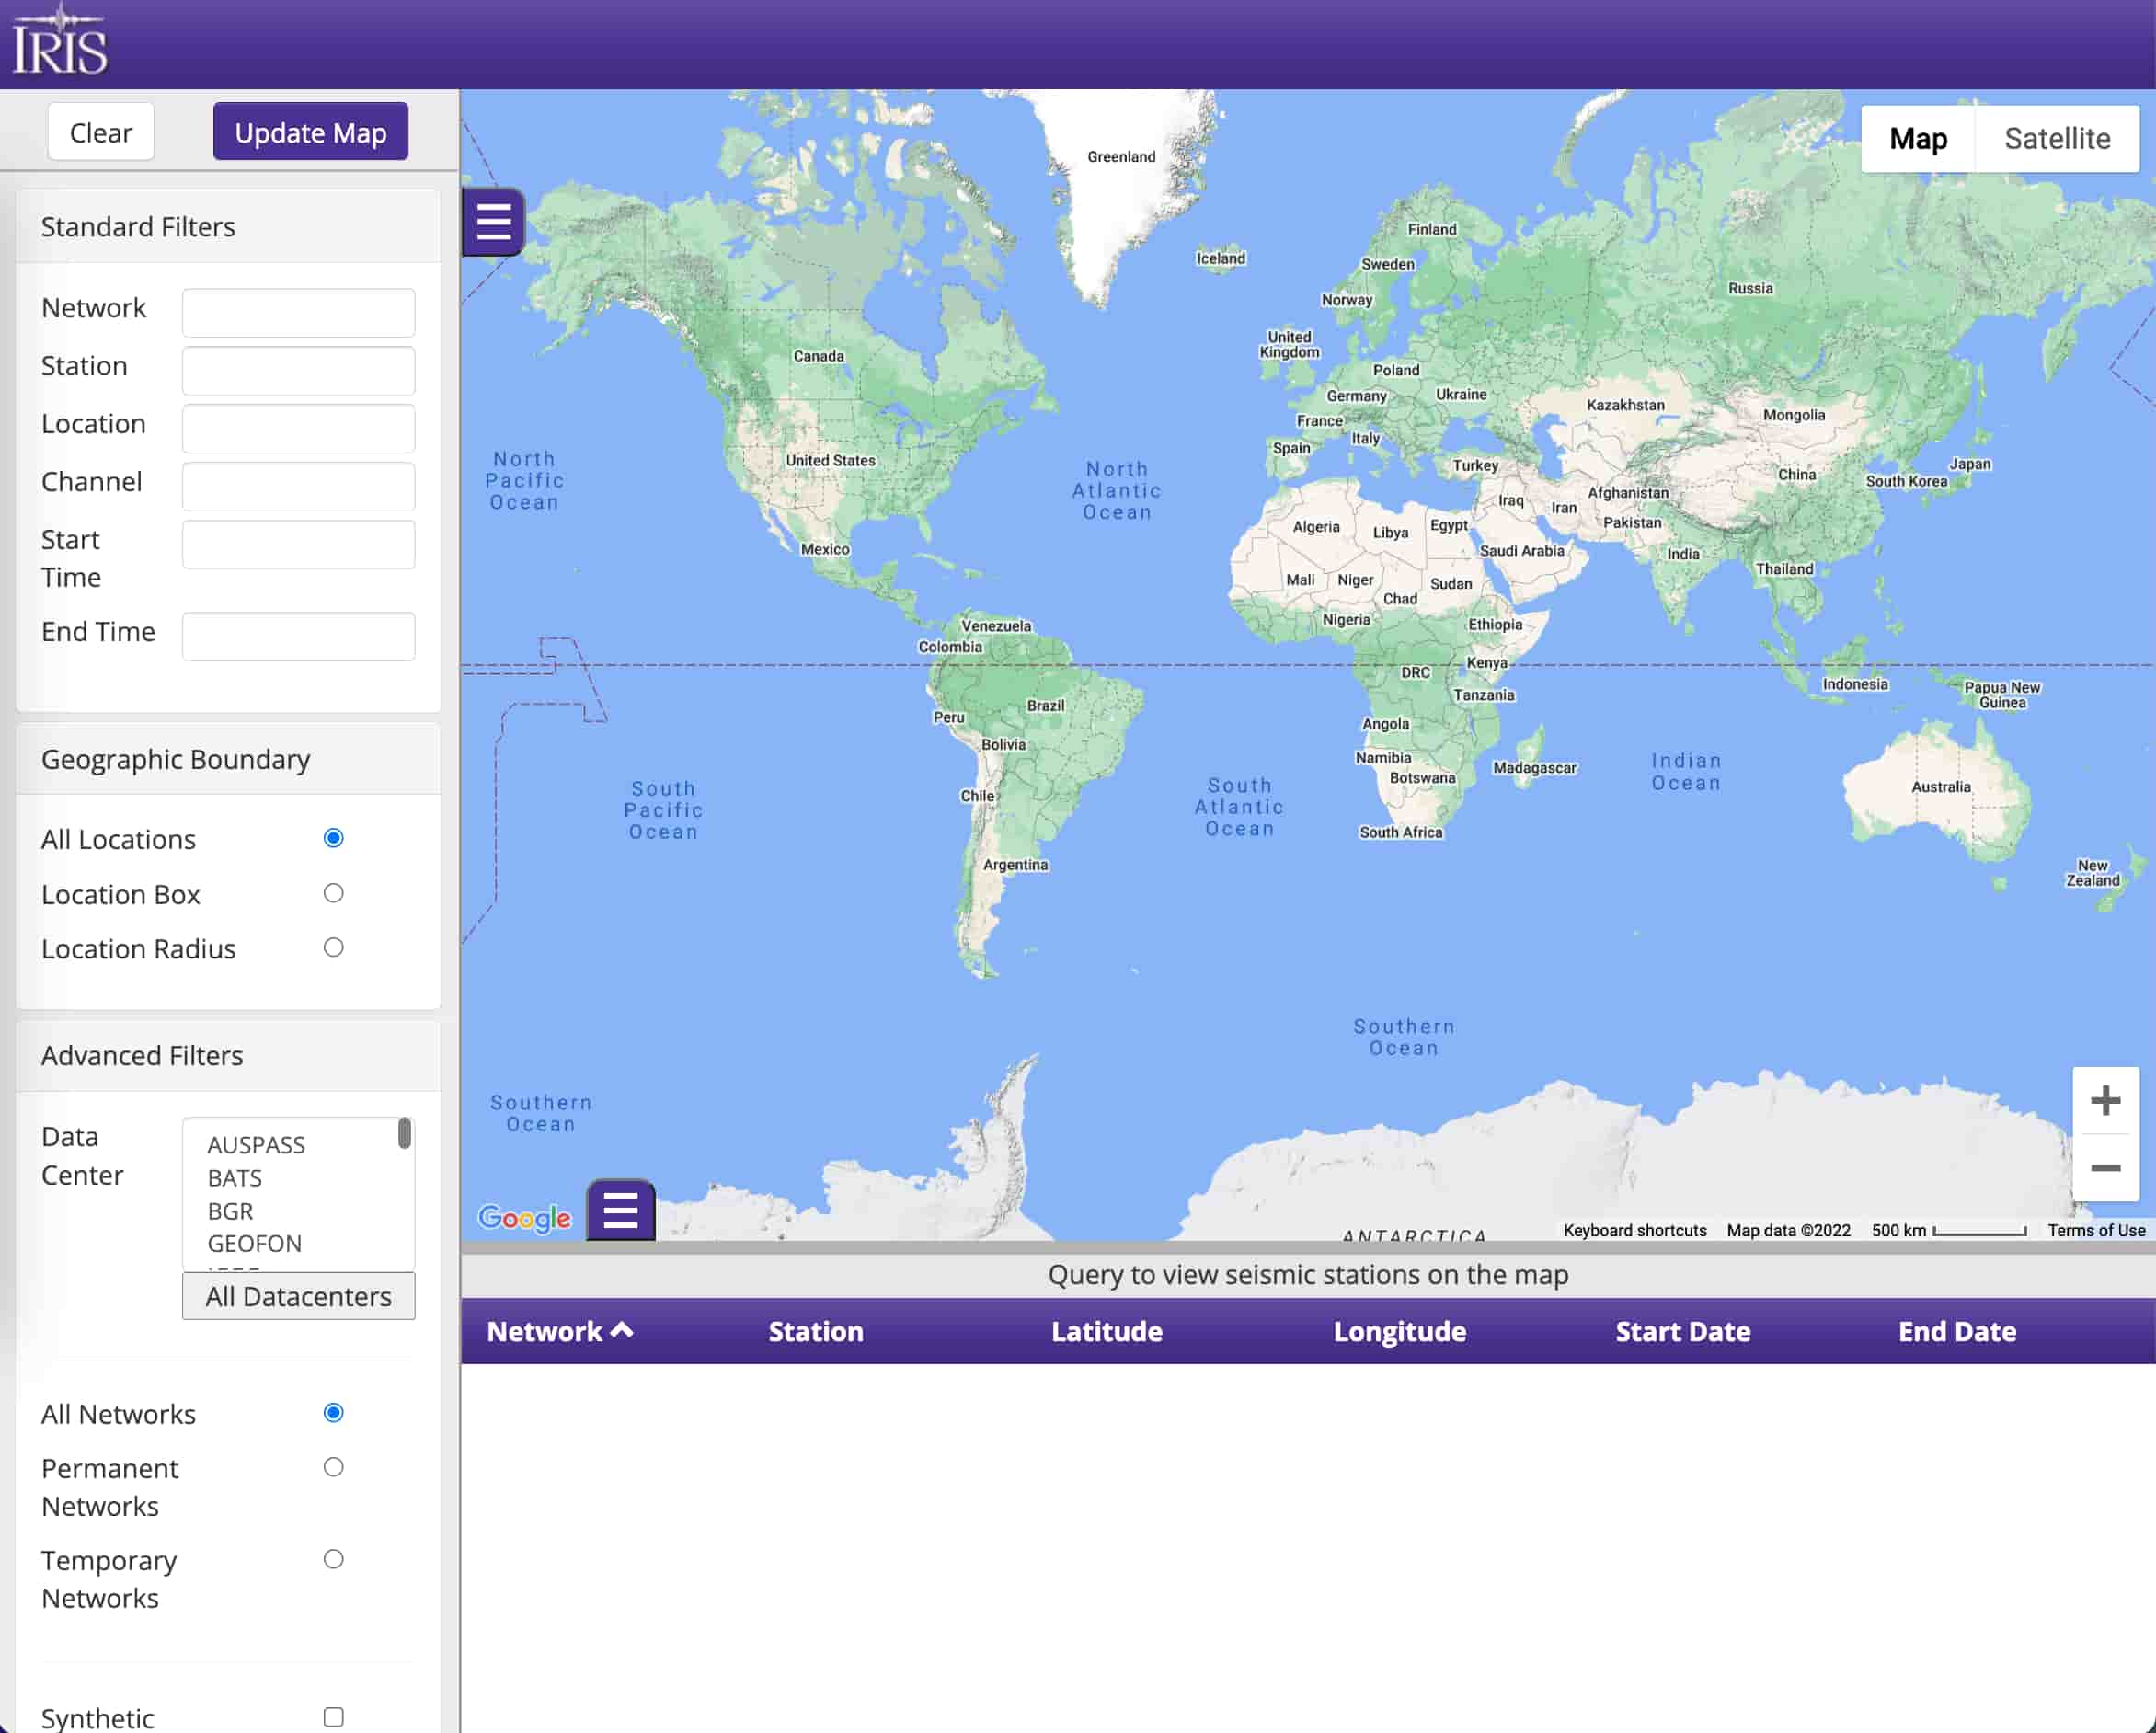 IRIS
Clear
Update Map
Standard Filters
Network
Station
Location
Channel
Start
Time
End Time
Geographic Boundary
All Locations
Location Box
Location Radius
Advanced Filters
Data
Center
AUSPASS
BATS
BGR
GEOFON
All Datacenters
All Networks
Permanent
Networks
Temporary
Networks
Synthetic
Map
Satellite
Greenland
Iceland
Finland
Sweden
Norway
Russia
United
Kingdom
Canada
Poland
Germany
Ukraine
France
Kazakhstan
Mongolia
Italy
Spain
United States
Turkey
Japan
China
South Korea
North
Pacific
Ocean
North
Atlantic
Ocean
Iraq
Iran
Afghanistan
Pakistan
Algeria
Libya
Egypt
Saudi Arabia
India
Mexico
Thailand
Mali
Niger
Sudan
Chad
Nigeria
Ethiopia
Venezuela
Colombia
DRC
Kenya
Tanzania
Indonesia
Papua New
Guinea
Brazil
Peru
Angola
Bolivia
Namibia
Botswana
Madagascar
Indian
Ocean
Australia
Chile
South
Pacific
Ocean
South
Atlantic
Ocean
South Africa
Argentina
New
Zealand
Southern
Ocean
Southern
Ocean
ANTARCTICA
Google
Keyboard shortcuts
Map data ©2022
500 km
Terms of Use
Query to view seismic stations on the map
Network
Station
Latitude
Longitude
Start Date
End Date